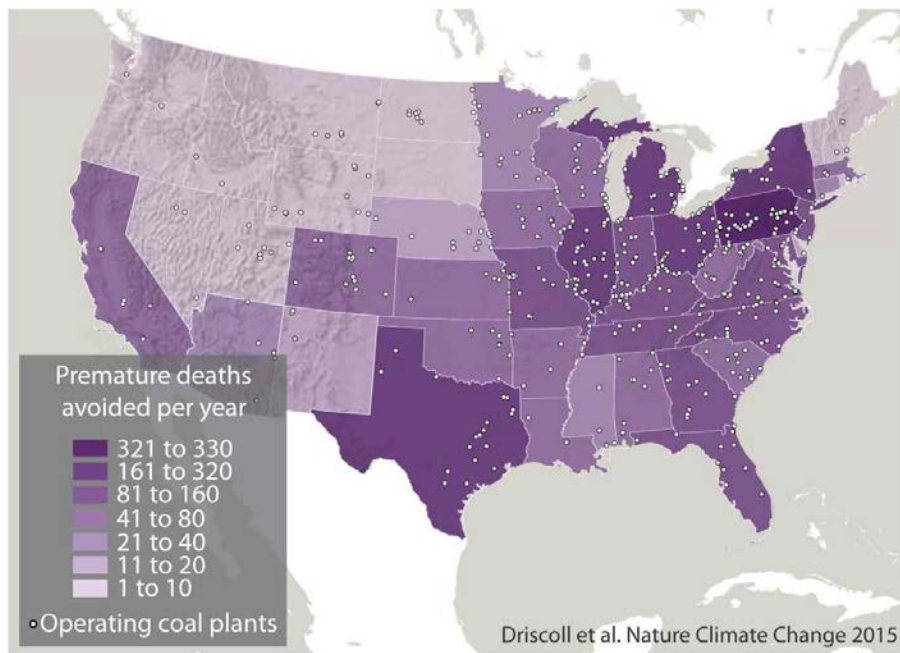 Premature deaths
avoided per year
321 to 330
161 to 320
81 to 160
41 to 80
21 to 40
11 to 20
1 to 10
Operating coal plants
Driscoll et al. Nature Climate Change 2015